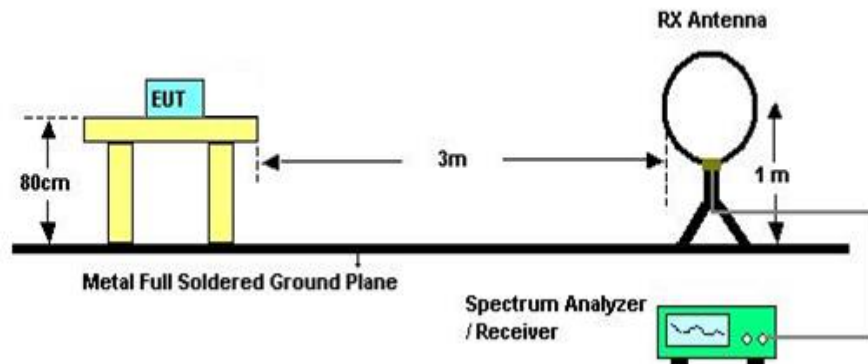 RX Antenna
EUT
3m
80cm
1 m
Metal Full Soldered Ground Plane
Spectrum Analyzer
/ Receiver